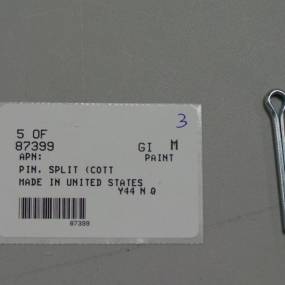 3
5 OF
87399 GI M
APN: PAINT
PIN, SPLIT (COTT
MADE IN UNITED STATES
Y44 N Q
87399